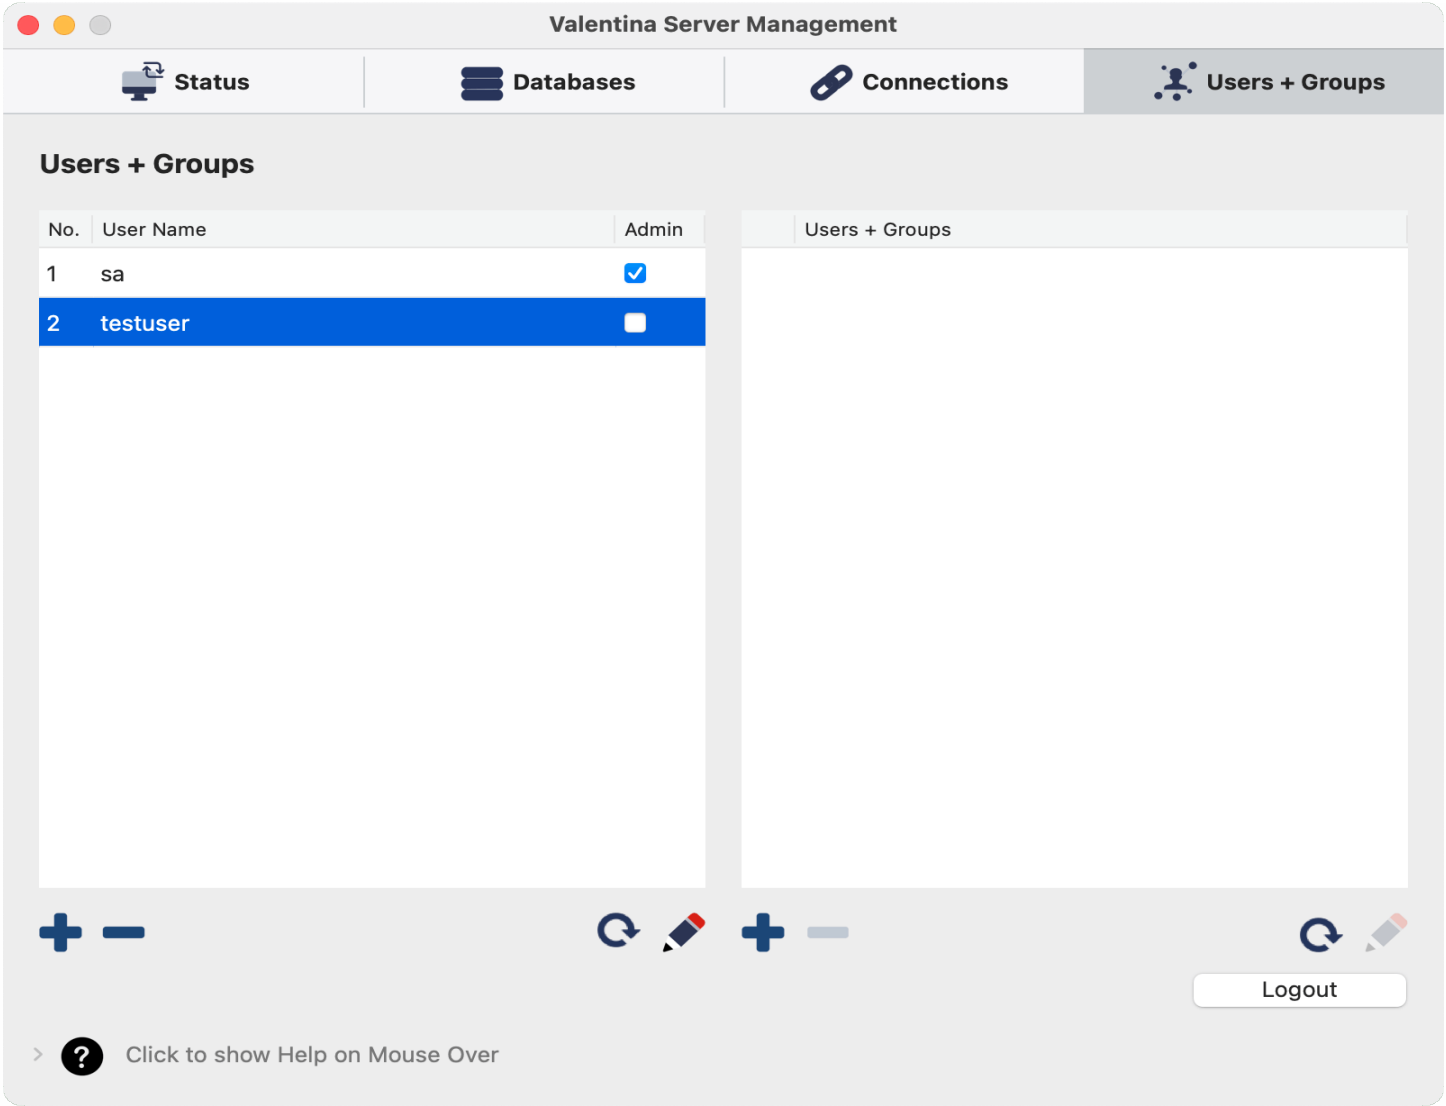 Valentina Server Management
Status
Databases
Connections
Users + Groups
Users + Groups
No. User Name Admin
1 sa
2 testuser
Users + Groups
Logout
? Click to show Help on Mouse Over